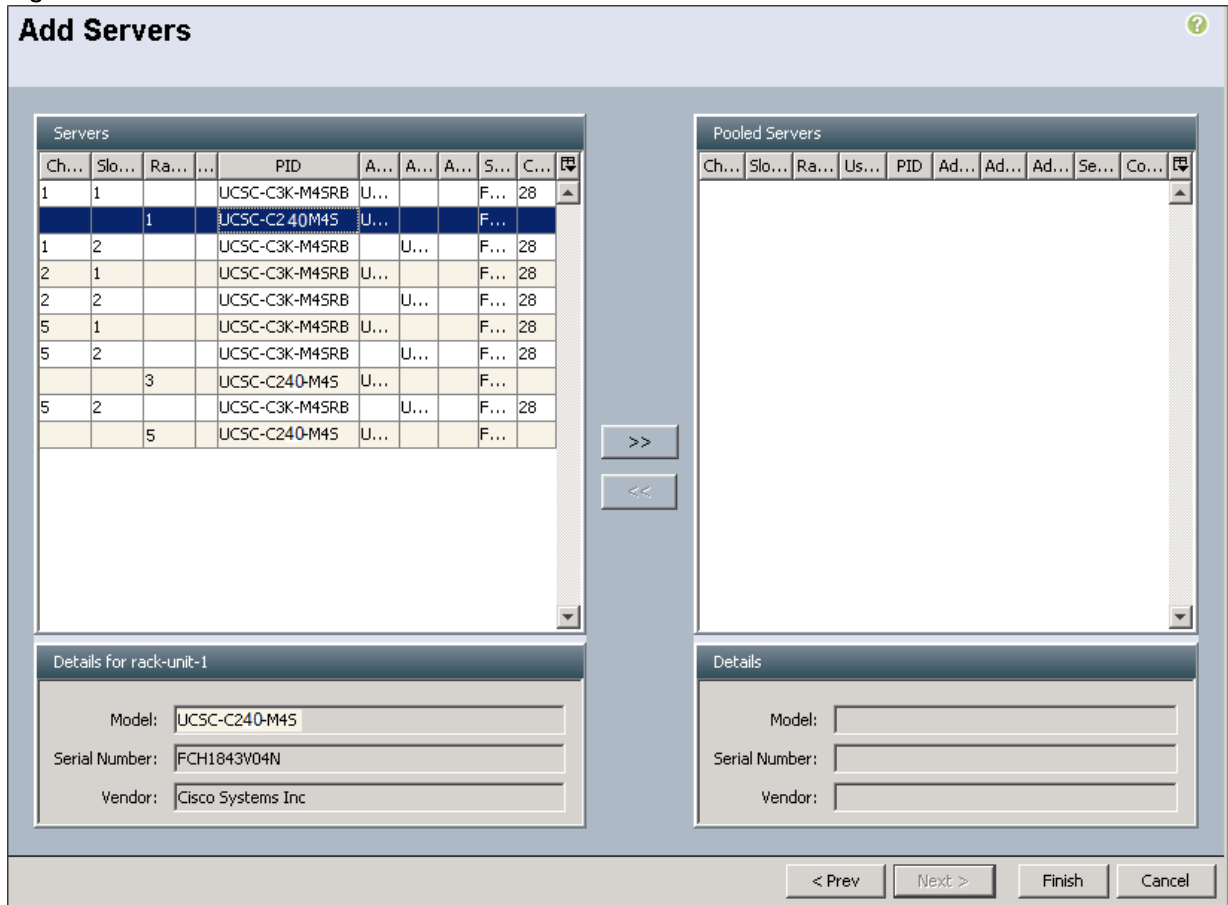 Add Servers
Servers
Ch... Slo... Ra... ... PID A... A... A... S... C...
1 1 UCSC-C3K-M4SRB U... F... 28
1 UCSC-C240M4S U... F...
1 2 UCSC-C3K-M4SRB U... F... 28
2 1 UCSC-C3K-M4SRB U... F... 28
2 2 UCSC-C3K-M4SRB U... F... 28
5 1 UCSC-C3K-M4SRB U... F... 28
5 2 UCSC-C3K-M4SRB U... F... 28
3 UCSC-C240-M4S U... F...
5 2 UCSC-C3K-M4SRB U... F... 28
5 UCSC-C240-M4S U... F...
>>
<<
Pooled Servers
Ch... Slo... Ra... Us... PID Ad... Ad... Ad... Se... Co...
Details for rack-unit-1
Model: UCSC-C240-M4S
Serial Number: FCH1843V04N
Vendor: Cisco Systems Inc
Details
Model:
Serial Number:
Vendor:
< Prev Next > Finish Cancel